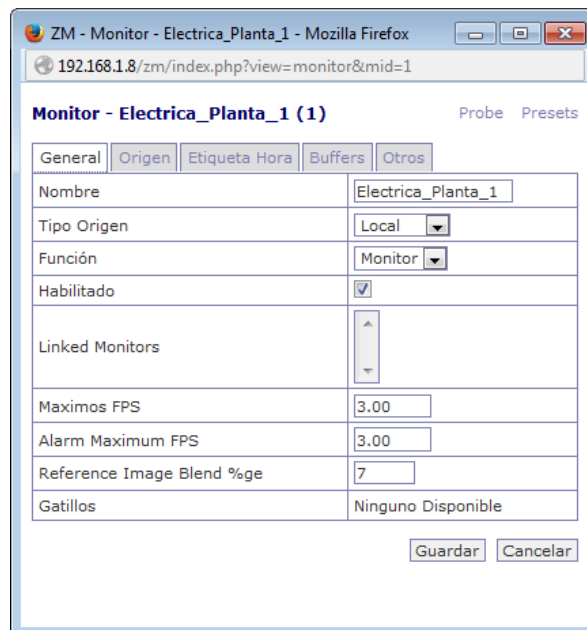 ZM - Monitor - Electrica_Planta_1 - Mozilla Firefox
192.168.1.8/zm/index.php?view=monitor&mid=1
Monitor - Electrica_Planta_1 (1) Probe Presets
General Origen Etiqueta Hora Buffers Otros
Nombre Electrica_Planta_1
Tipo Origen Local
Función Monitor
Habilitado
Linked Monitors
Maximos FPS 3.00
Alarm Maximum FPS 3.00
Reference Image Blend %ge 7
Gatillos Ninguno Disponible
Guardar Cancelar